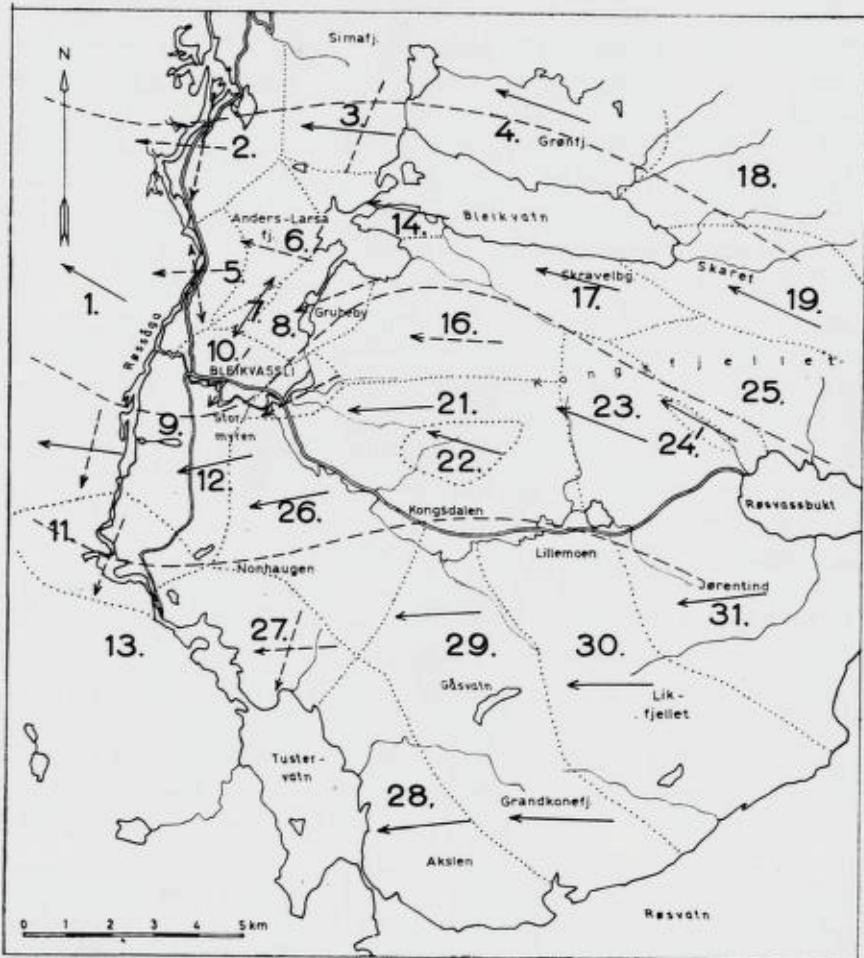 Simafj.
N
3.
2.
4.
Grønfj.
18.
Anders-Larsa
fj.
6.
14.
Bleikvatn
5.
Skravelbg.
17.
Skaret
19.
1.
Røssåga
7.
8.
Grubeby
16.
10.
BLEIKVASSLI
Kongsfjellet
25.
21.
23.
24.
9.
Stor
myren
22.
12.
Røsvassbukt
26.
Kongsdalen
11.
Lillemoen
Nonhaugen
Jørentind
31.
13.
27.
29.
30.
Gåsvatn
Lik-
fjellet
Tuster-
vatn
28.
Grandkonefj.
Akslen
Røsvatn
0 1 2 3 4 5 km